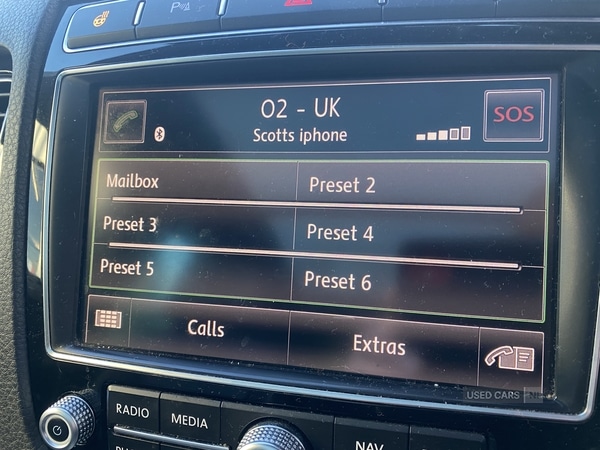 O2 - UK
Scotts iphone
SOS
Mailbox
Preset 2
Preset 3
Preset 4
Preset 5
Preset 6
Calls
Extras
USED CARS
RADIO
MEDIA
NAV